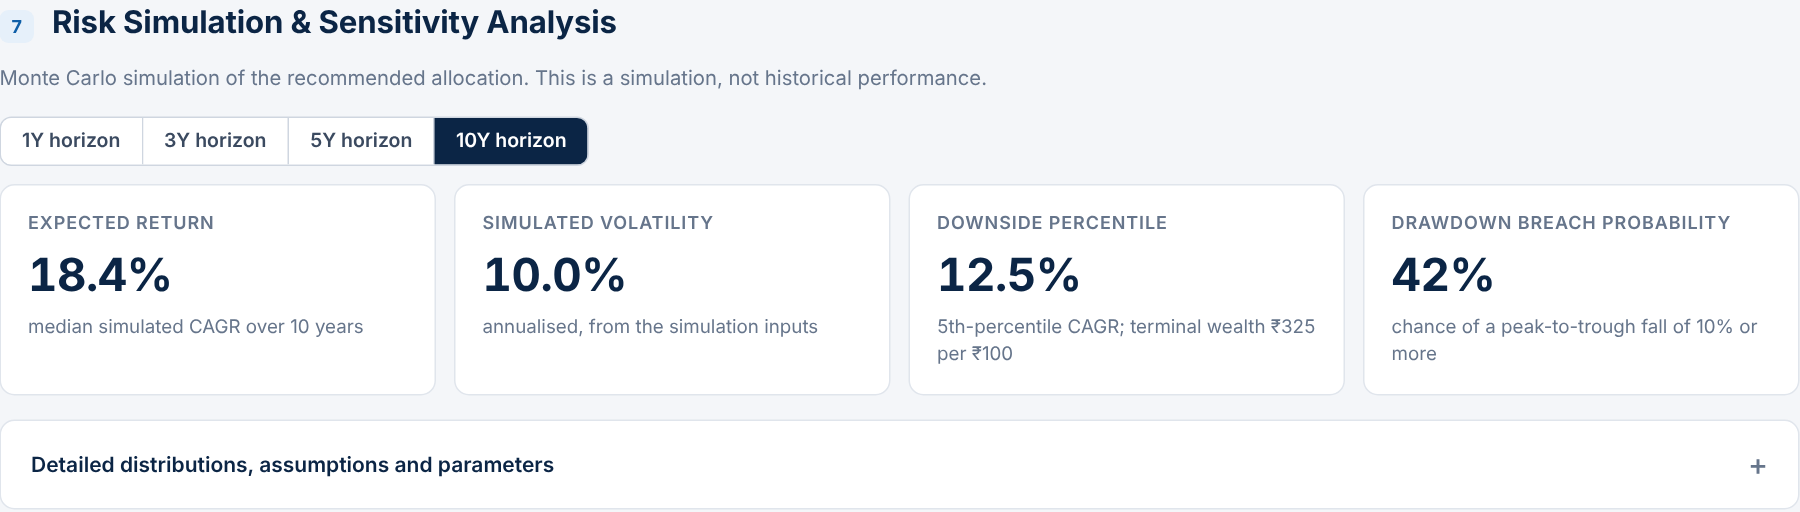 7 Risk Simulation & Sensitivity Analysis
Monte Carlo simulation of the recommended allocation. This is a simulation, not historical performance.
1Y horizon 3Y horizon 5Y horizon 10Y horizon
EXPECTED RETURN
18.4%
median simulated CAGR over 10 years
SIMULATED VOLATILITY
10.0%
annualised, from the simulation inputs
DOWNSIDE PERCENTILE
12.5%
5th-percentile CAGR; terminal wealth ₹325
per ₹100
DRAWDOWN BREACH PROBABILITY
42%
chance of a peak-to-trough fall of 10% or
more
Detailed distributions, assumptions and parameters +